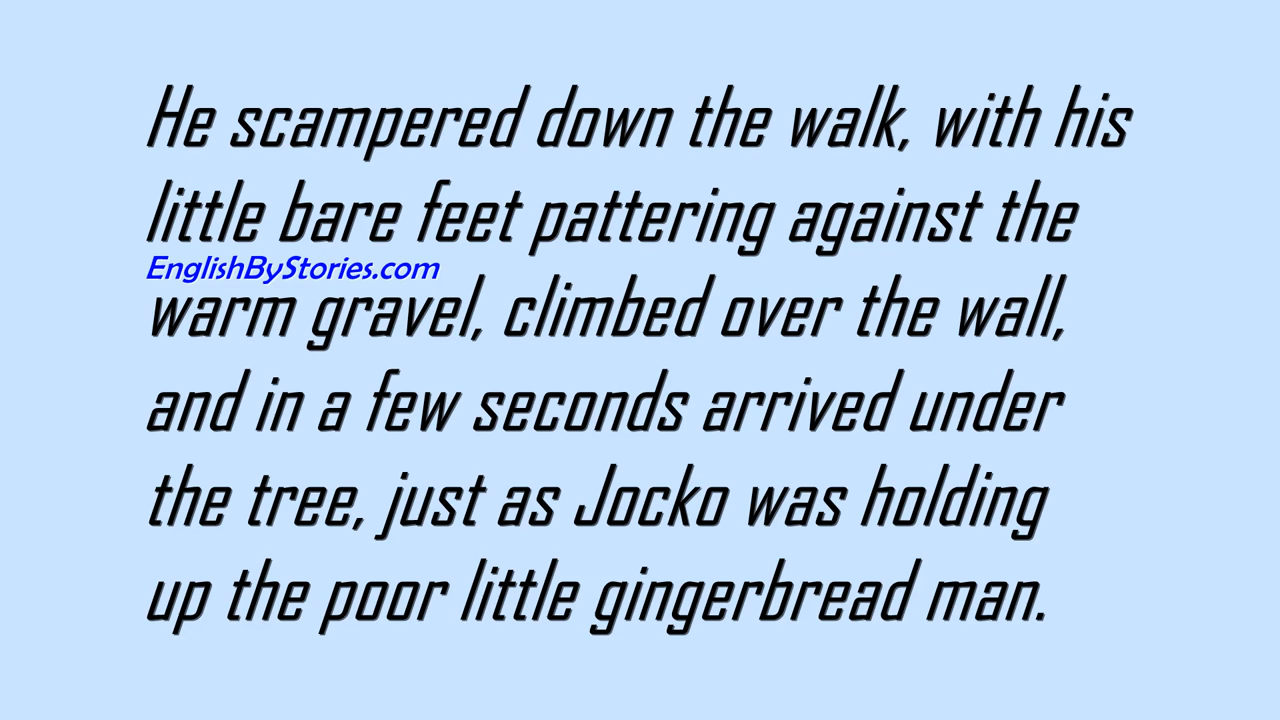 He scampered down the walk, with his
little bare feet pattering against the
EnglishByStories.com
warm gravel, climbed over the wall,
and in a few seconds arrived under
the tree, just as Jocko was holding
up the poor little gingerbread man.